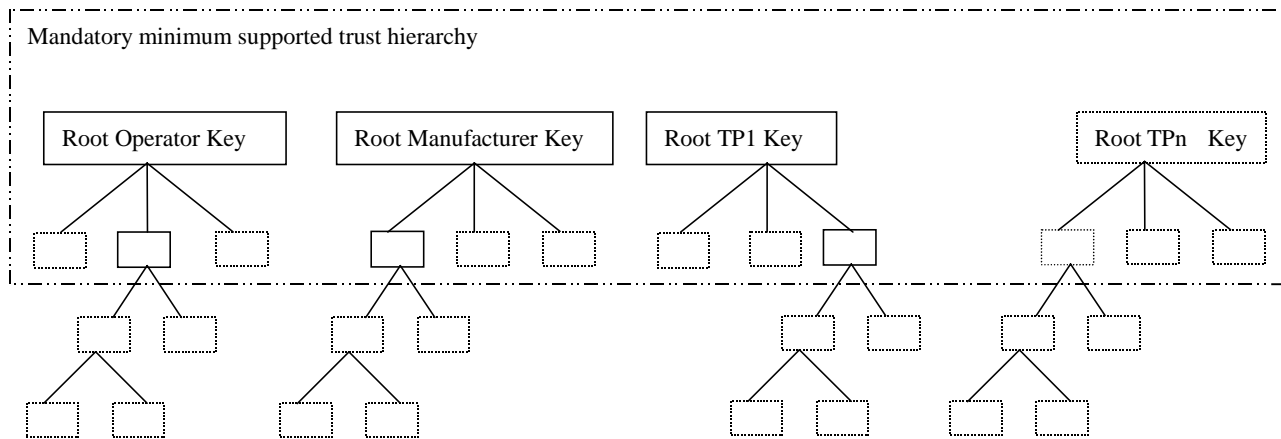 Mandatory minimum supported trust hierarchy
Root Operator Key
Root Manufacturer Key
Root TP1 Key
Root TPn Key